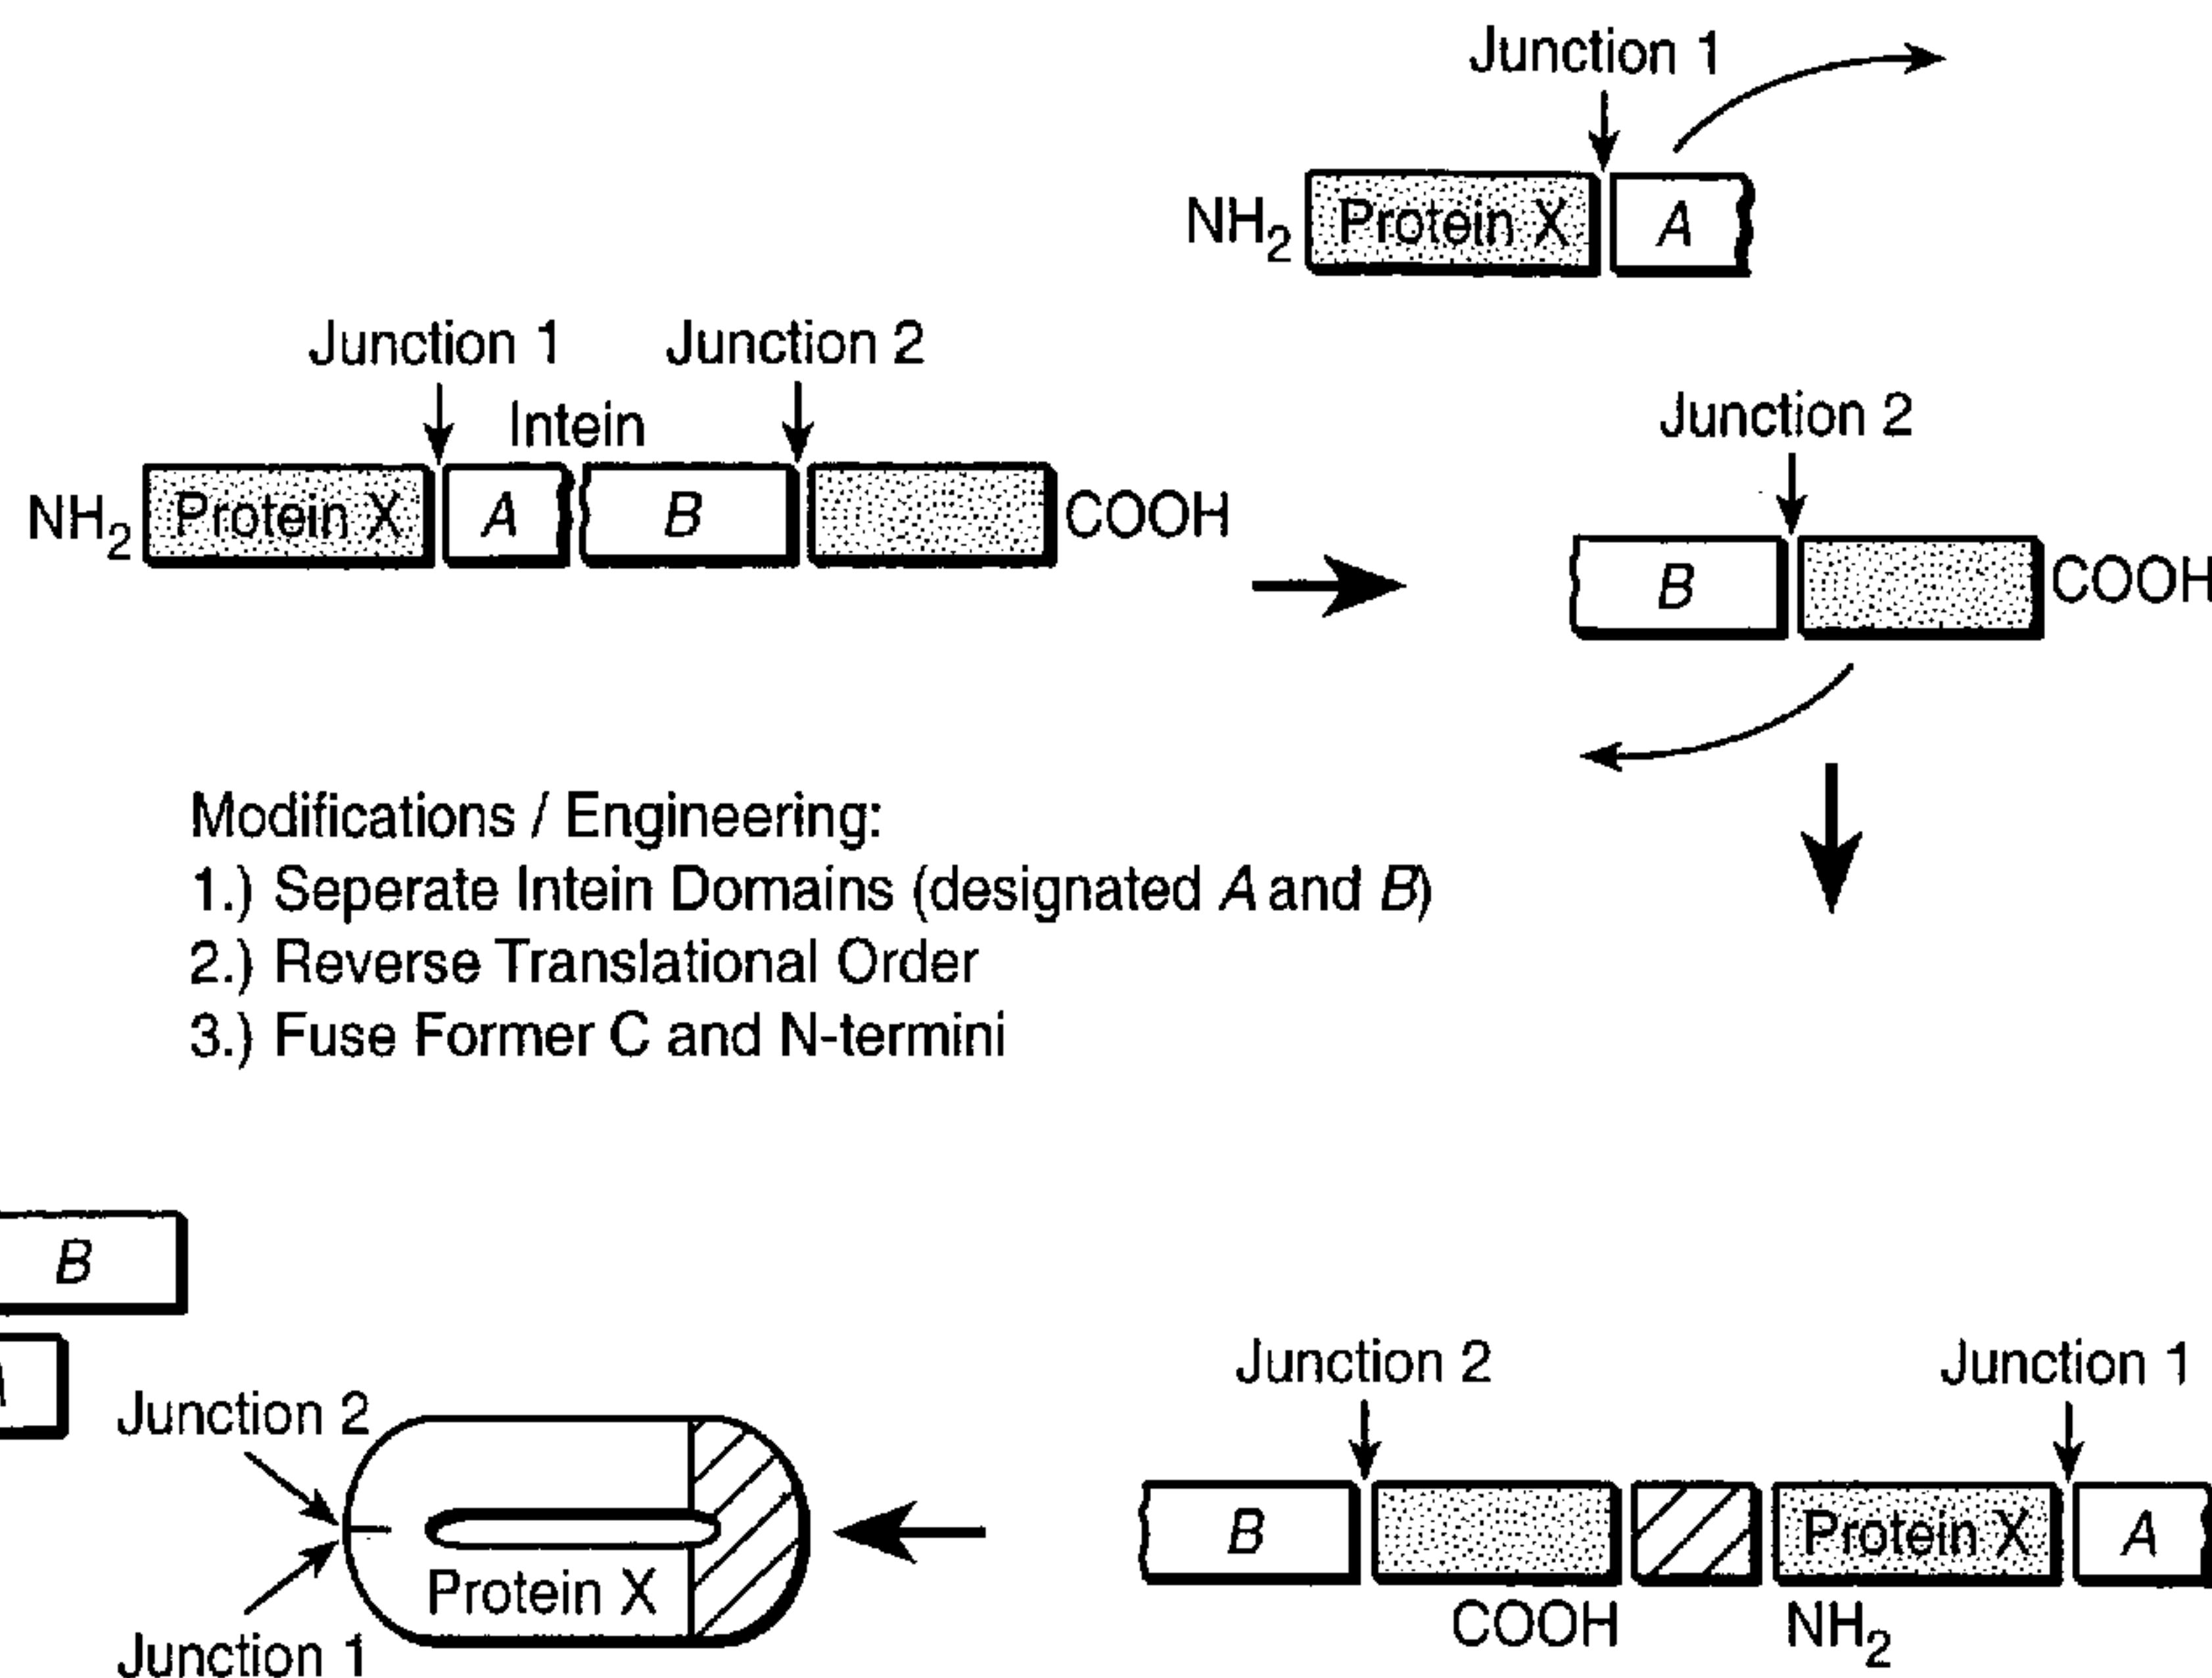 Junction 1
NH2 Protein X A
Junction 1 Junction 2
Intein
NH2 Protein X A B COOH
Junction 2
B COOH
Modifications / Engineering:
1.) Seperate Intein Domains (designated A and B)
2.) Reverse Translational Order
3.) Fuse Former C and N-termini
B
Junction 2
Protein X
Junction 1
Junction 2 Junction 1
B Protein X A
COOH NH2